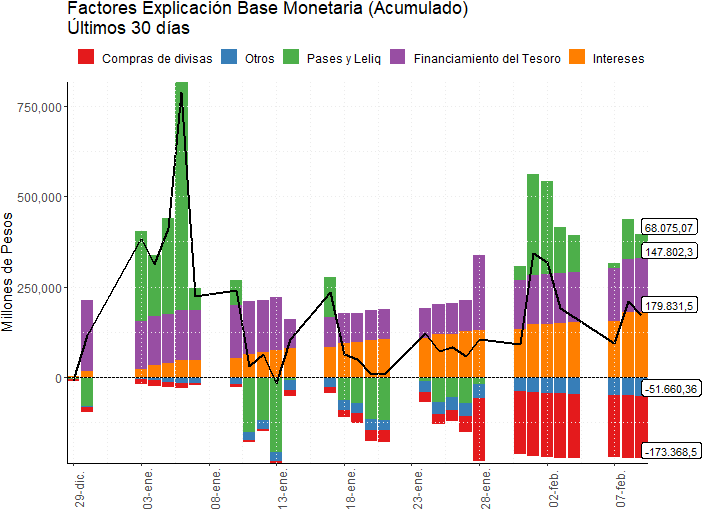 Factores Explicación Base Monetaria (Acumulado)
Últimos 30 días
Compras de divisas Otros Pases y Leliq Financiamiento del Tesoro Intereses
Millones de Pesos
750,000
500,000
250,000
0
68.075,07
147.802,3
179.831,5
-51.660,36
-173.368,5
29-dic.
03-ene.
08-ene.
13-ene.
18-ene.
23-ene.
28-ene.
02-feb.
07-feb.